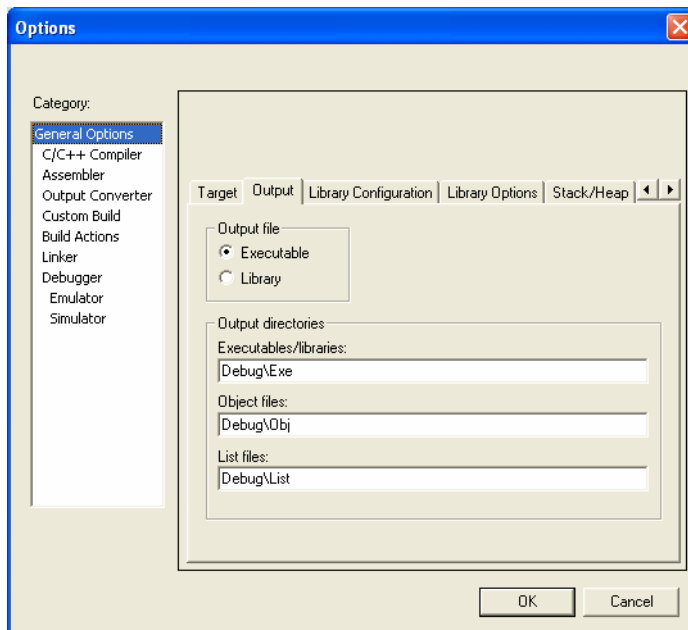 Options
Category:
General Options
C/C++ Compiler
Assembler
Output Converter
Custom Build
Build Actions
Linker
Debugger
Emulator
Simulator
Target Output Library Configuration Library Options Stack/Heap
Output file
Executable
Library
Output directories
Executables/libraries:
Debug\Exe
Object files:
Debug\Obj
List files:
Debug\List
OK Cancel